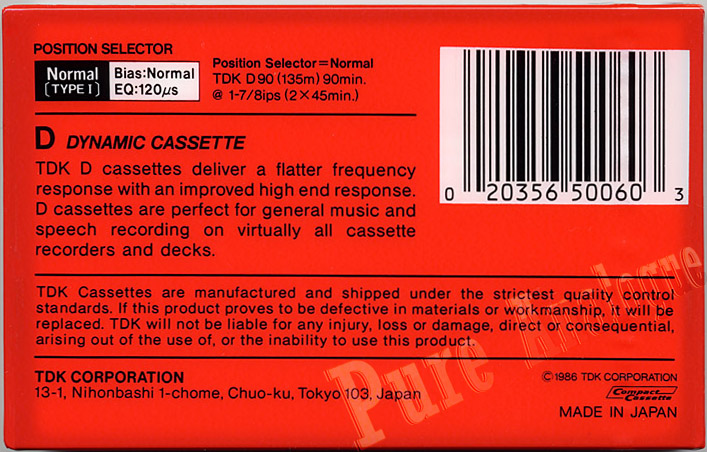 POSITION SELECTOR
Normal
[TYPE I]
Bias:Normal
EQ:120μs
Position Selector=Normal
TDK D90 (135m) 90min.
@ 1-7/8ips (2×45min.)
0 20356 50060 3
D DYNAMIC CASSETTE
TDK D cassettes deliver a flatter frequency
response with an improved high end response.
D cassettes are perfect for general music and
speech recording on virtually all cassette
recorders and decks.
TDK Cassettes are manufactured and shipped under the strictest quality control
standards. If this product proves to be defective in materials or workmanship, it will be
replaced. TDK will not be liable for any injury, loss or damage, direct or consequential,
arising out of the use of, or the inability to use this product.
TDK CORPORATION
13-1, Nihonbashi 1-chome, Chuo-ku, Tokyo 103, Japan
©1986 TDK CORPORATION
Compact
Cassette
MADE IN JAPAN
Pure Analogue